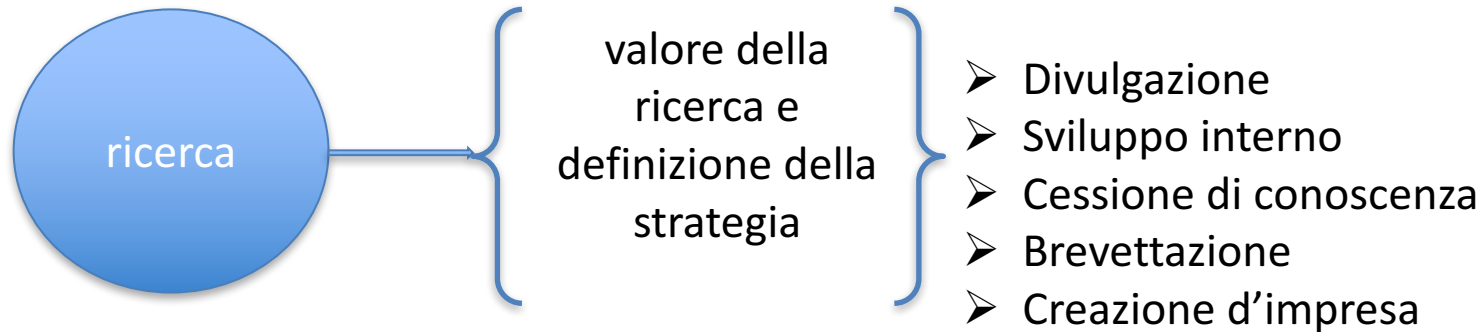 ricerca
valore della
ricerca e
definizione della
strategia
➢ Divulgazione
➢ Sviluppo interno
➢ Cessione di conoscenza
➢ Brevettazione
➢ Creazione d’impresa